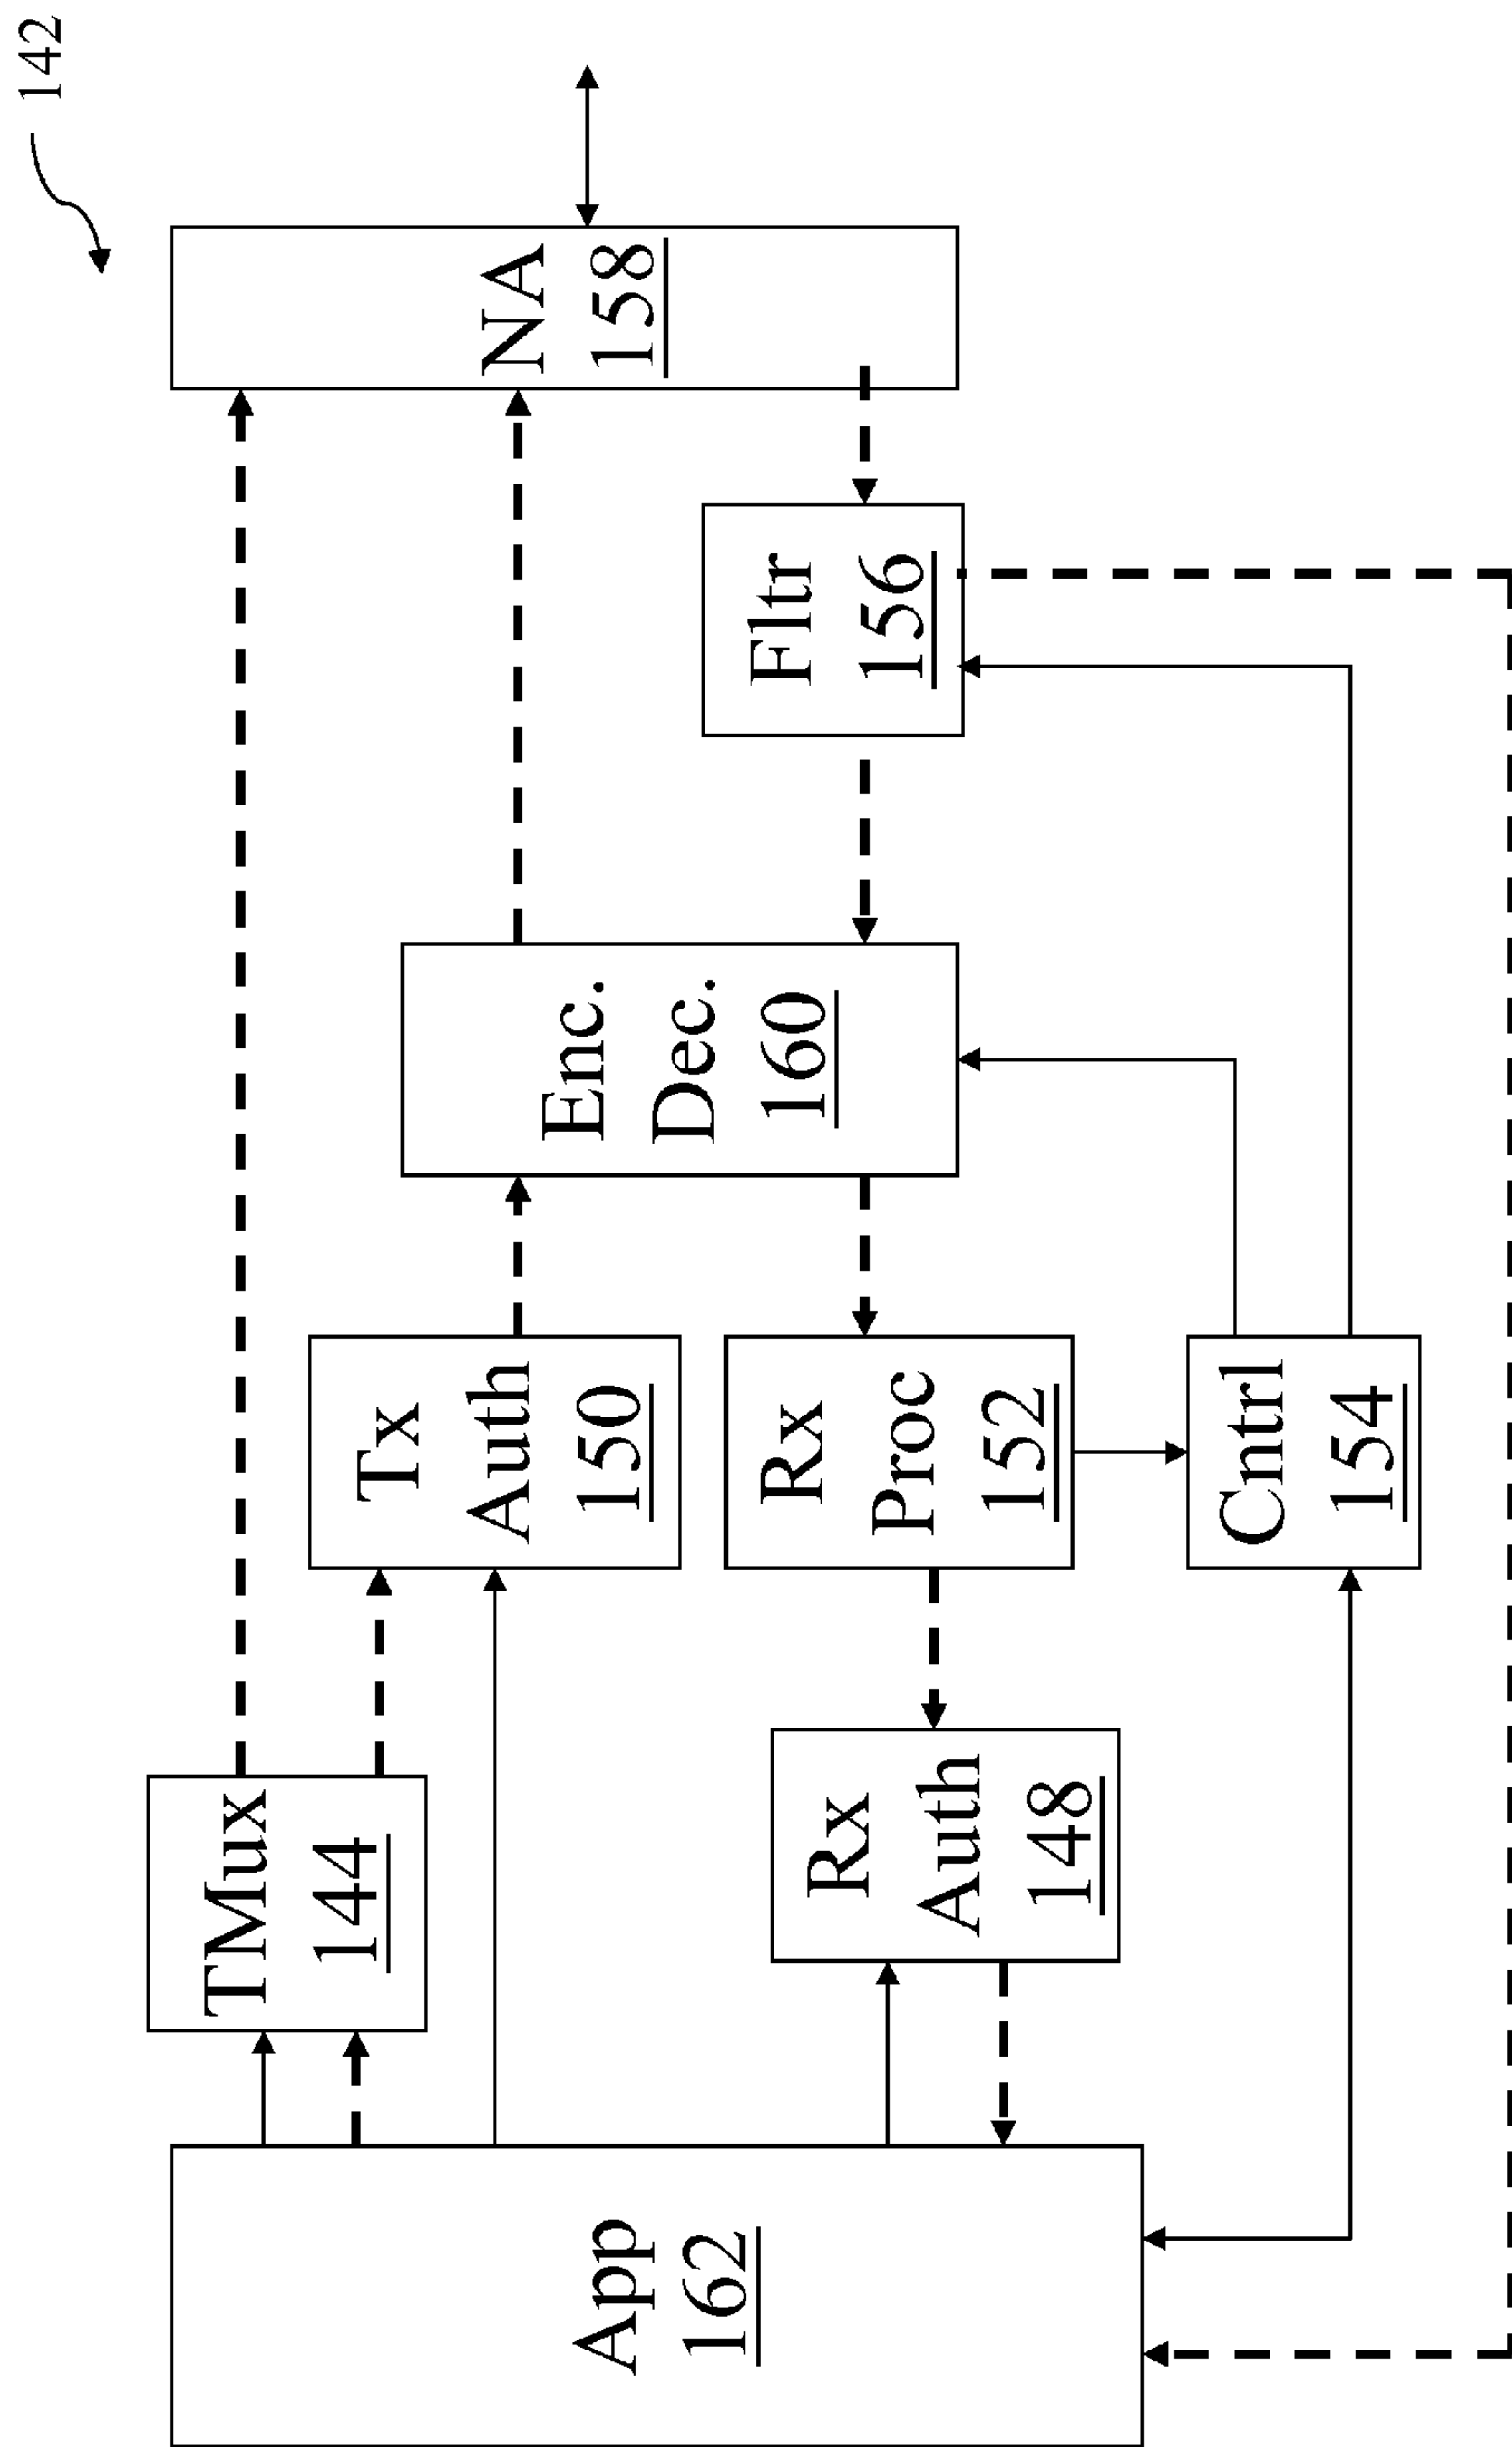 142
App
162
TMux
144
Tx
Auth
150
Rx
Auth
148
Rx
Proc
152
Cntrl
154
Enc.
Dec.
160
Fltr
156
NA
158